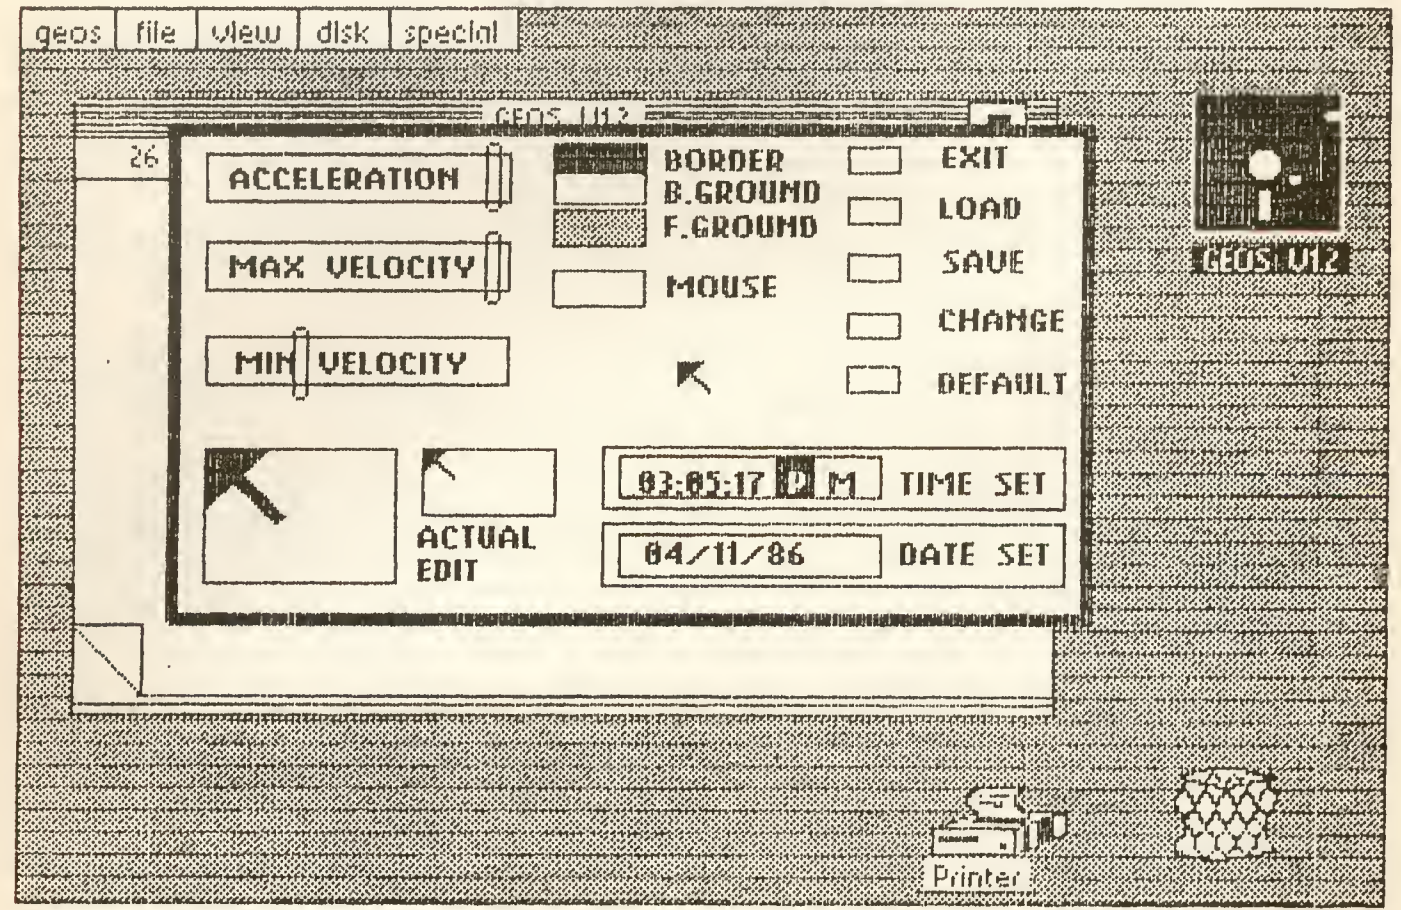 geos file view disk special
GEOS V1.2
26
ACCELERATION
MAX VELOCITY
MIN VELOCITY
BORDER
B.GROUND
F.GROUND
MOUSE
EXIT
LOAD
SAVE
CHANGE
DEFAULT
GEOS V1.2
ACTUAL
EDIT
03:05:17 PM TIME SET
04/11/86 DATE SET
Printer